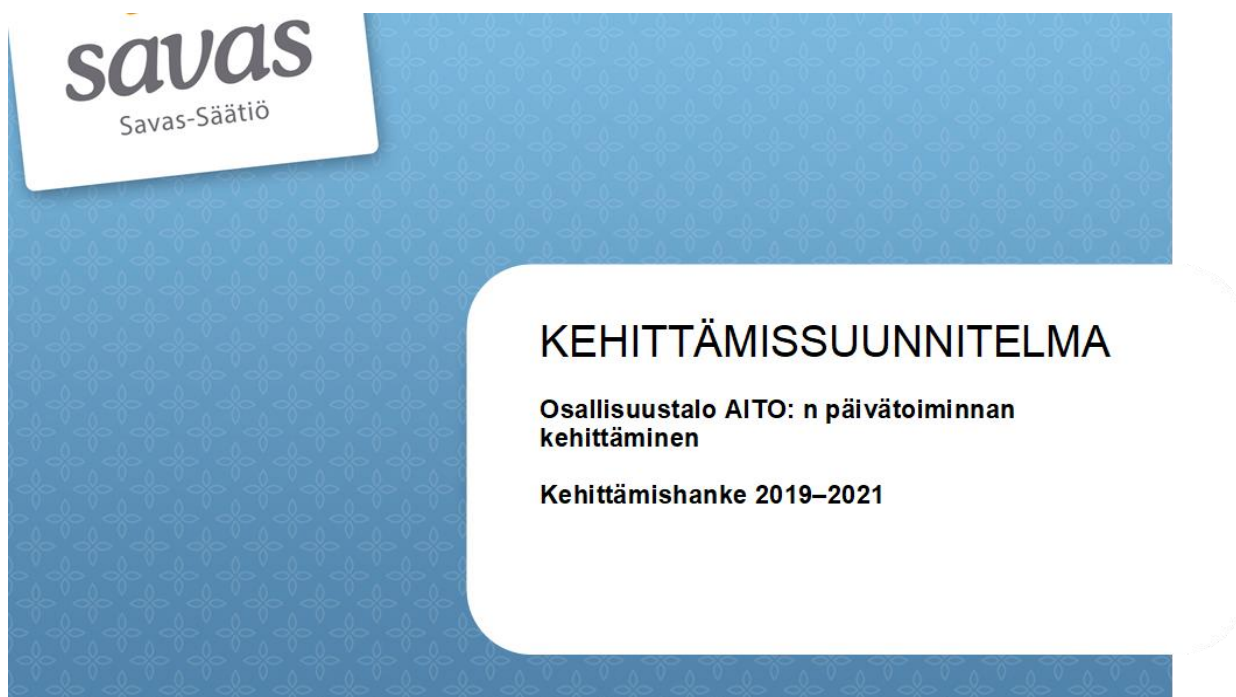 savas
Savas-Säätiö
KEHITTÄMISSUUNNITELMA
Osallisuustalo AITO: n päivätoiminnan
kehittäminen
Kehittämishanke 2019–2021